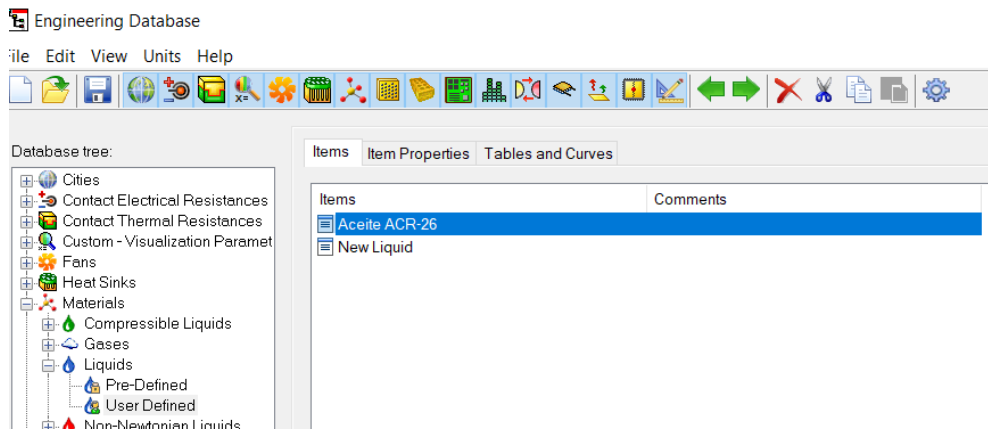 Engineering Database
File Edit View Units Help
Database tree:
Cities
Contact Electrical Resistances
Contact Thermal Resistances
Custom - Visualization Paramet
Fans
Heat Sinks
Materials
Compressible Liquids
Gases
Liquids
Pre-Defined
User Defined
Non-Newtonian Liquids
Items Item Properties Tables and Curves
Items Comments
Aceite ACR-26
New Liquid